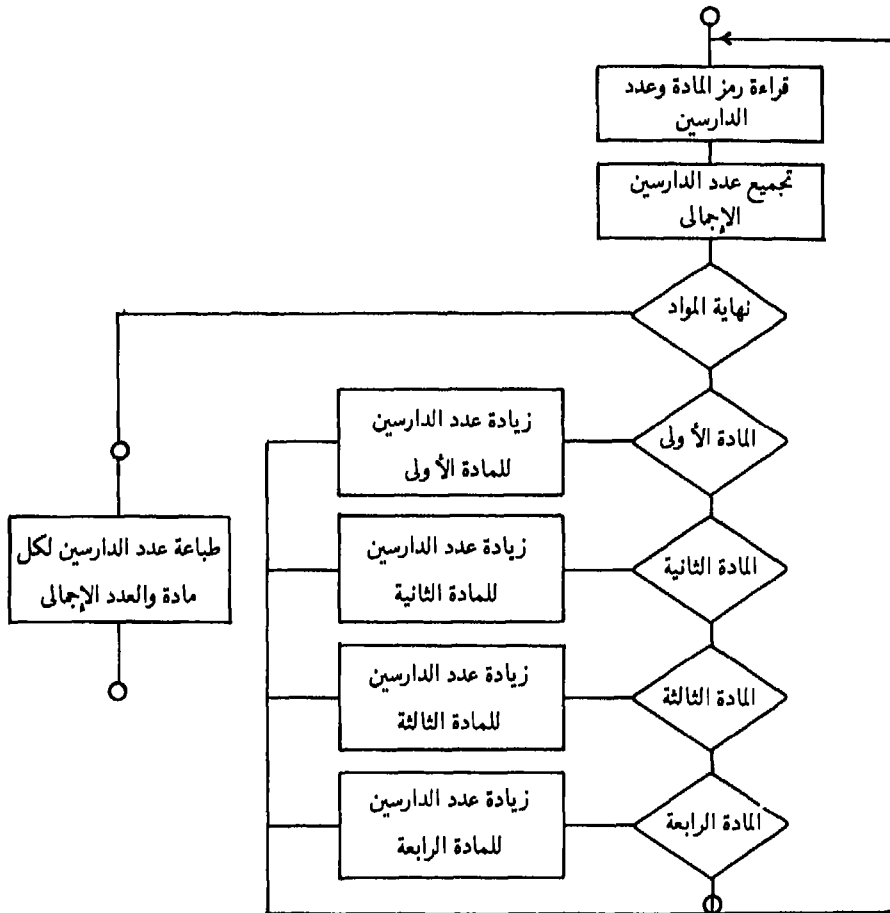 قراءة رمز المادة وعدد
الدارسين
تجميع عدد الدارسين
الإجمالى
نهاية المواد
المادة الأولى
زيادة عدد الدارسين
للمادة الأولى
المادة الثانية
زيادة عدد الدارسين
للمادة الثانية
طباعة عدد الدارسين لكل
مادة والعدد الإجمالى
المادة الثالثة
زيادة عدد الدارسين
للمادة الثالثة
المادة الرابعة
زيادة عدد الدارسين
للمادة الرابعة